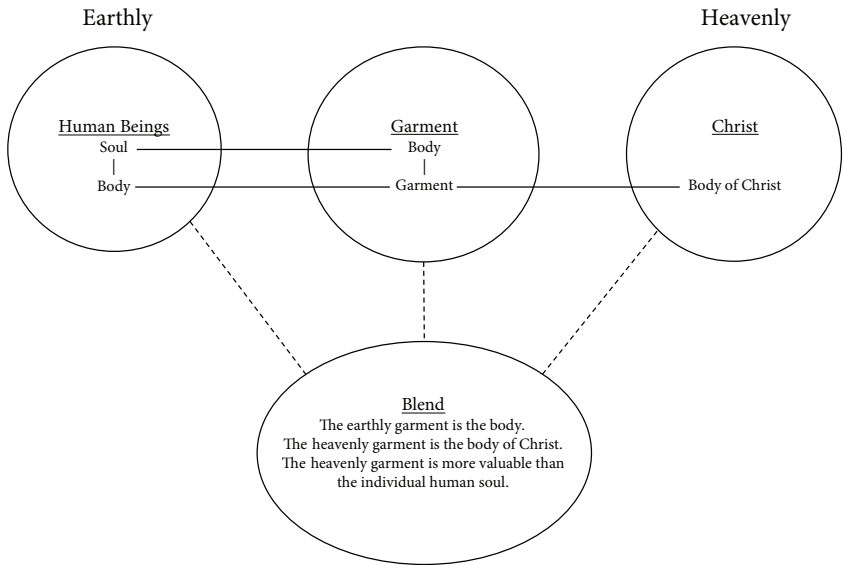 Earthly
Heavenly
Human Beings
Soul
Body
Garment
Body
Garment
Christ
Body of Christ
Blend
The earthly garment is the body.
The heavenly garment is the body of Christ.
The heavenly garment is more valuable than
the individual human soul.